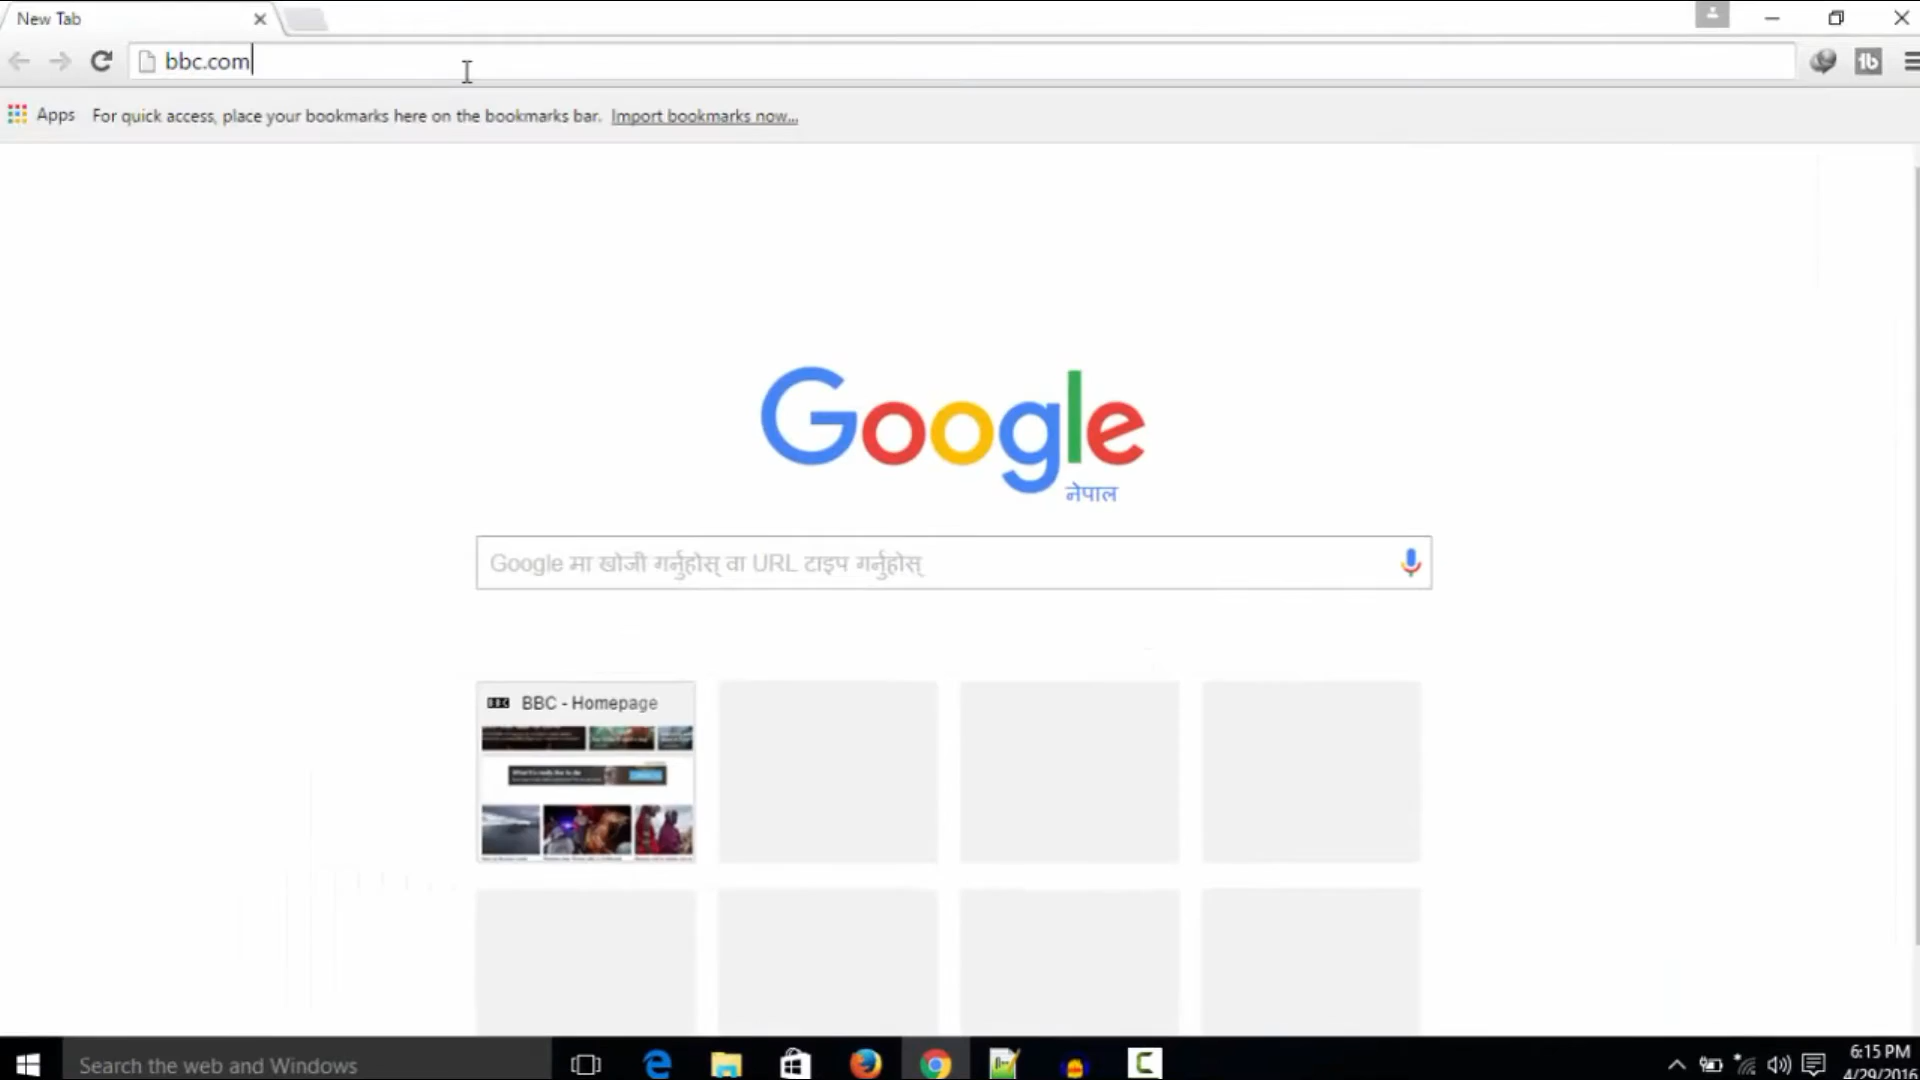 New Tab
bbc.com
Apps For quick access, place your bookmarks here on the bookmarks bar. Import bookmarks now...
Google
नेपाल
Google मा खोजी गर्नुहोस् वा URL टाइप गर्नुहोस्
BBC BBC - Homepage
Search the web and Windows
6:15 PM
4/29/2016